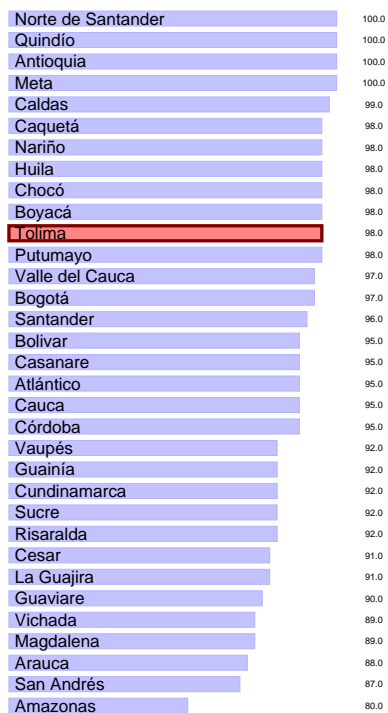 Norte de Santander 100.0
Quindío 100.0
Antioquia 100.0
Meta 100.0
Caldas 99.0
Caquetá 98.0
Nariño 98.0
Huila 98.0
Chocó 98.0
Boyacá 98.0
Tolima 98.0
Putumayo 98.0
Valle del Cauca 97.0
Bogotá 97.0
Santander 96.0
Bolivar 95.0
Casanare 95.0
Atlántico 95.0
Cauca 95.0
Córdoba 95.0
Vaupés 92.0
Guainía 92.0
Cundinamarca 92.0
Sucre 92.0
Risaralda 92.0
Cesar 91.0
La Guajira 91.0
Guaviare 90.0
Vichada 89.0
Magdalena 89.0
Arauca 88.0
San Andrés 87.0
Amazonas 80.0